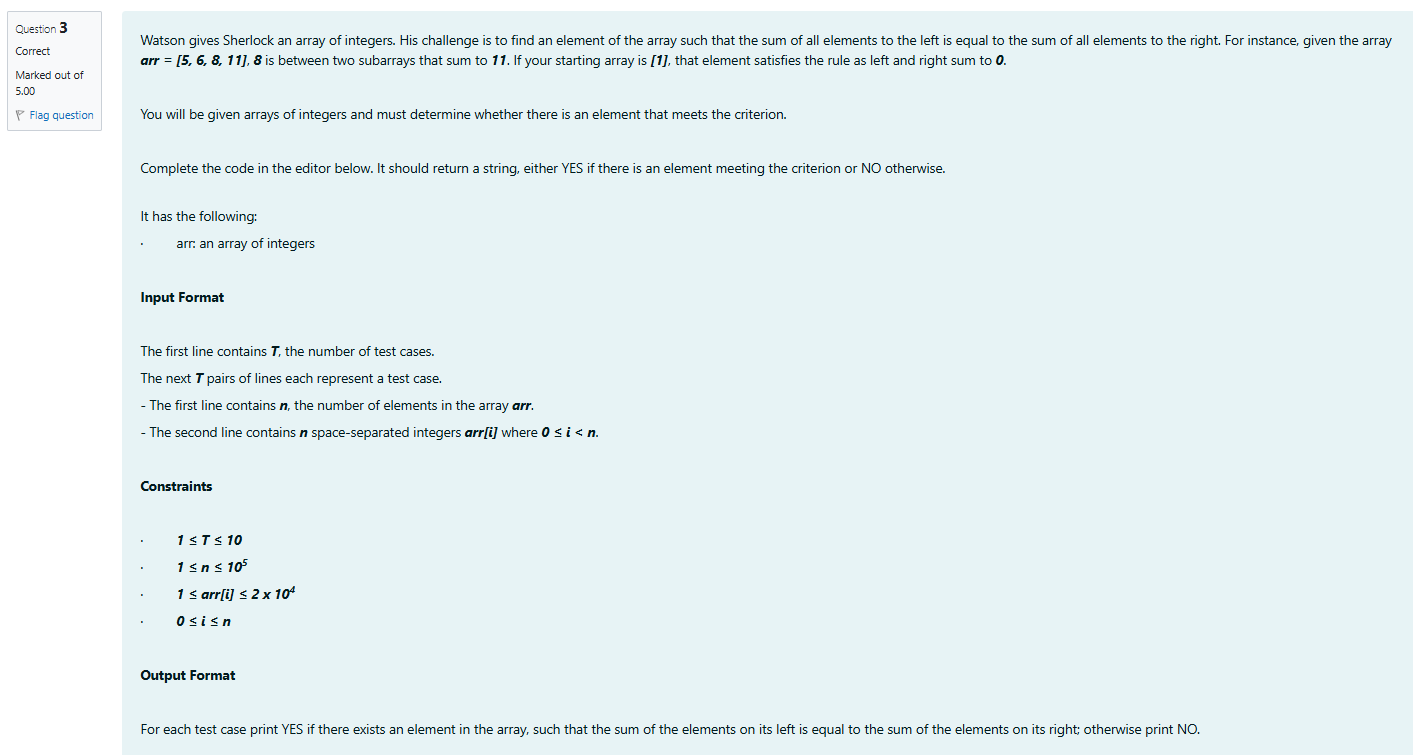 Question 3
Correct
Marked out of
5.00
Flag question
Watson gives Sherlock an array of integers. His challenge is to find an element of the array such that the sum of all elements to the left is equal to the sum of all elements to the right. For instance, given the array
arr = [5, 6, 8, 11], 8 is between two subarrays that sum to 11. If your starting array is [1], that element satisfies the rule as left and right sum to 0.
You will be given arrays of integers and must determine whether there is an element that meets the criterion.
Complete the code in the editor below. It should return a string, either YES if there is an element meeting the criterion or NO otherwise.
It has the following:
· arr: an array of integers
Input Format
The first line contains T, the number of test cases.
The next T pairs of lines each represent a test case.
- The first line contains n, the number of elements in the array arr.
- The second line contains n space-separated integers arr[i] where 0 ≤ i < n.
Constraints
· 1 ≤ T ≤ 10
· 1 ≤ n ≤ 10⁵
· 1 ≤ arr[i] ≤ 2 x 10⁴
· 0 ≤ i ≤ n
Output Format
For each test case print YES if there exists an element in the array, such that the sum of the elements on its left is equal to the sum of the elements on its right; otherwise print NO.